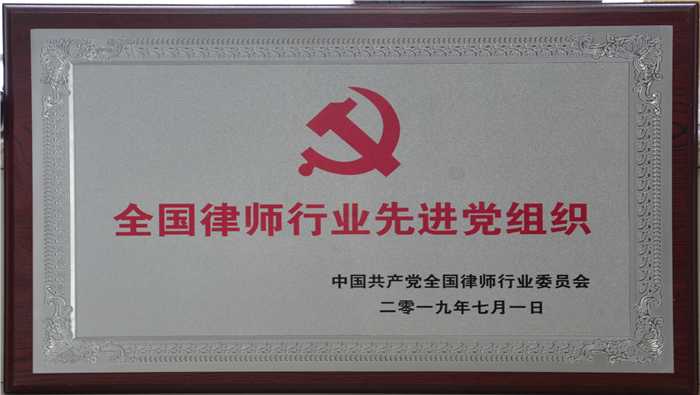 全国律师行业先进党组织
中国共产党全国律师行业委员会
二零一九年七月一日